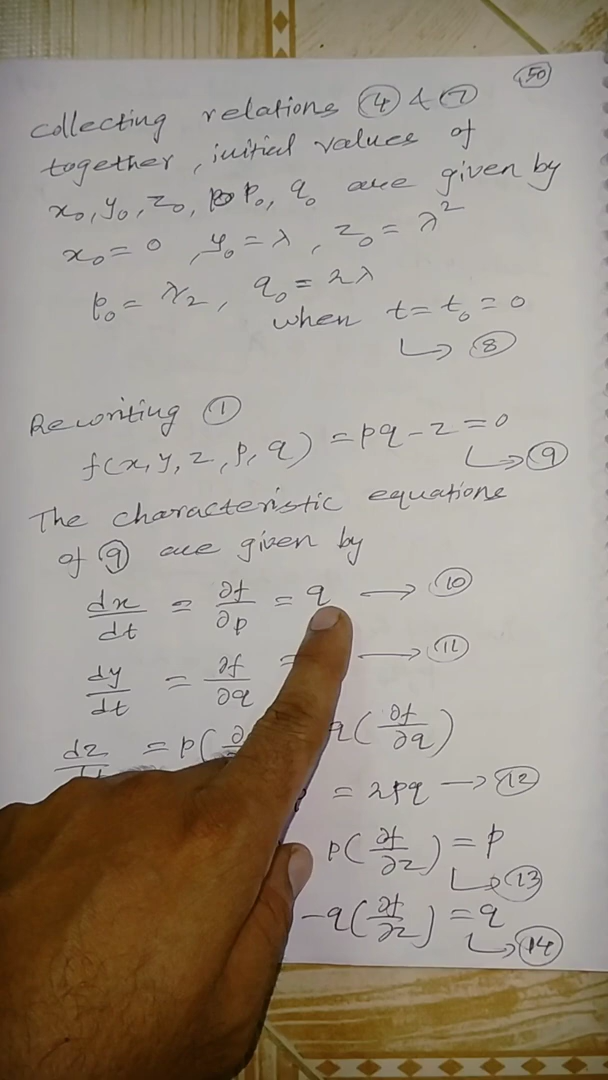 50
Collecting relations ④ & ⑦
together, initial values of
x₀, y₀, z₀, p₀, q₀ are given by
x₀ = 0 , y₀ = λ , z₀ = λ²
p₀ = λ/2 , q₀ = 2λ
when t = t₀ = 0
↳ ⑧
Rewriting ①
f(x, y, z, p, q) = pq - z = 0
↳ ⑨
The characteristic equations
of ⑨ are given by
dx/dt = ∂f/∂p = q → ⑩
dy/dt = ∂f/∂q = → ⑪
dz = p(∂ q(∂f/∂q)
= 2pq → ⑫
p(∂f/∂z) = p
↳ ⑬
-q(∂f/∂z) = q
↳ ⑭